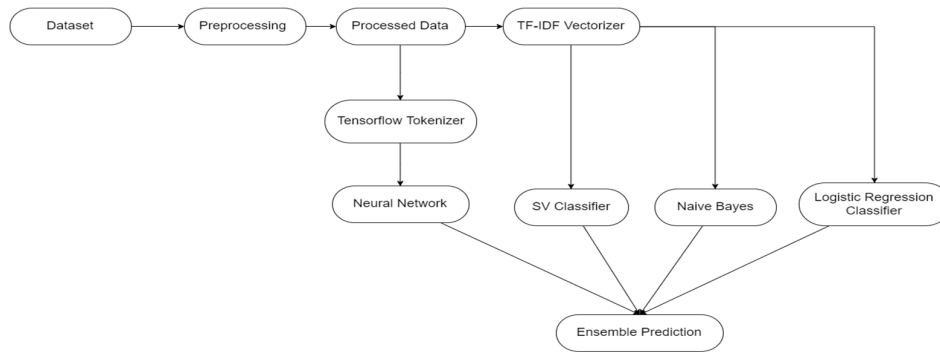 Dataset
Preprocessing
Processed Data
TF-IDF Vectorizer
Tensorflow Tokenizer
Neural Network
SV Classifier
Naive Bayes
Logistic Regression
Classifier
Ensemble Prediction